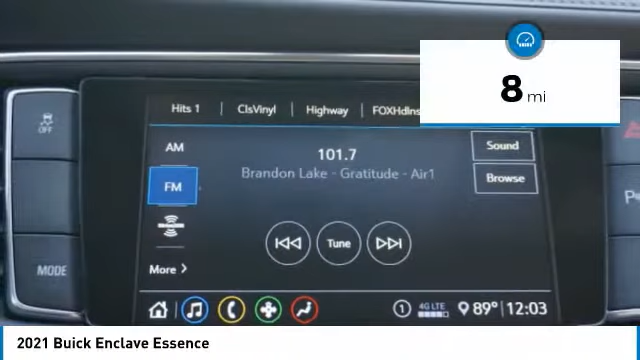 8 mi
Hits 1 | ClsVinyl | Highway | FOXHdlns
OFF
AM
101.7
Sound
Brandon Lake - Gratitude - Air1
FM
Browse
Tune
MODE
More >
1 4G LTE 89° 12:03
2021 Buick Enclave Essence